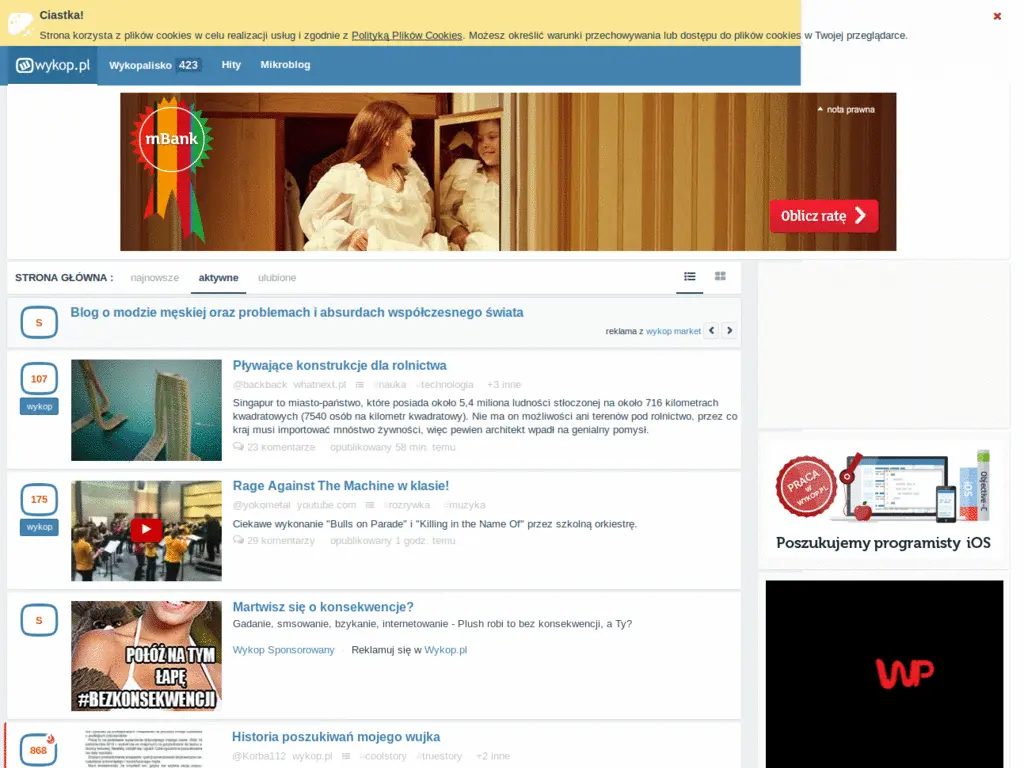 Ciastka!
Strona korzysta z plików cookies w celu realizacji usług i zgodnie z Polityką Plików Cookies. Możesz określić warunki przechowywania lub dostępu do plików cookies w Twojej przeglądarce.
wykop.pl Wykopalisko 423 Hity Mikroblog
mBank
nota prawna
Oblicz ratę
STRONA GŁÓWNA : najnowsze aktywne ulubione
S
Blog o modzie męskiej oraz problemach i absurdach współczesnego świata
reklama z wykop market
107
wykop
Pływające konstrukcje dla rolnictwa
@backback whatnext.pl #nauka #technologia +3 inne
Singapur to miasto-państwo, które posiada około 5,4 miliona ludności stłoczonej na około 716 kilometrach
kwadratowych (7540 osób na kilometr kwadratowy). Nie ma on możliwości ani terenów pod rolnictwo, przez co
kraj musi importować mnóstwo żywności, więc pewien architekt wpadł na genialny pomysł.
23 komentarze opublikowany 58 min. temu
175
wykop
Rage Against The Machine w klasie!
@yokometal youtube.com #rozrywka #muzyka
Ciekawe wykonanie "Bulls on Parade" i "Killing in the Name Of" przez szkolną orkiestrę.
29 komentarzy opublikowany 1 godz. temu
S
Martwisz się o konsekwencje?
Gadanie, smsowanie, bzykanie, internetowanie - Plush robi to bez konsekwencji, a Ty?
Wykop Sponsorowany · Reklamuj się w Wykop.pl
POŁÓŻ NA TYM
ŁAPĘ
#BEZKONSEKWENCJI
868
Historia poszukiwań mojego wujka
@Korba112 wykop.pl #coolstory #truestory +2 inne
PRACA
W
WYKOP.PL
iOS
Objective-C
Poszukujemy programisty iOS
WP